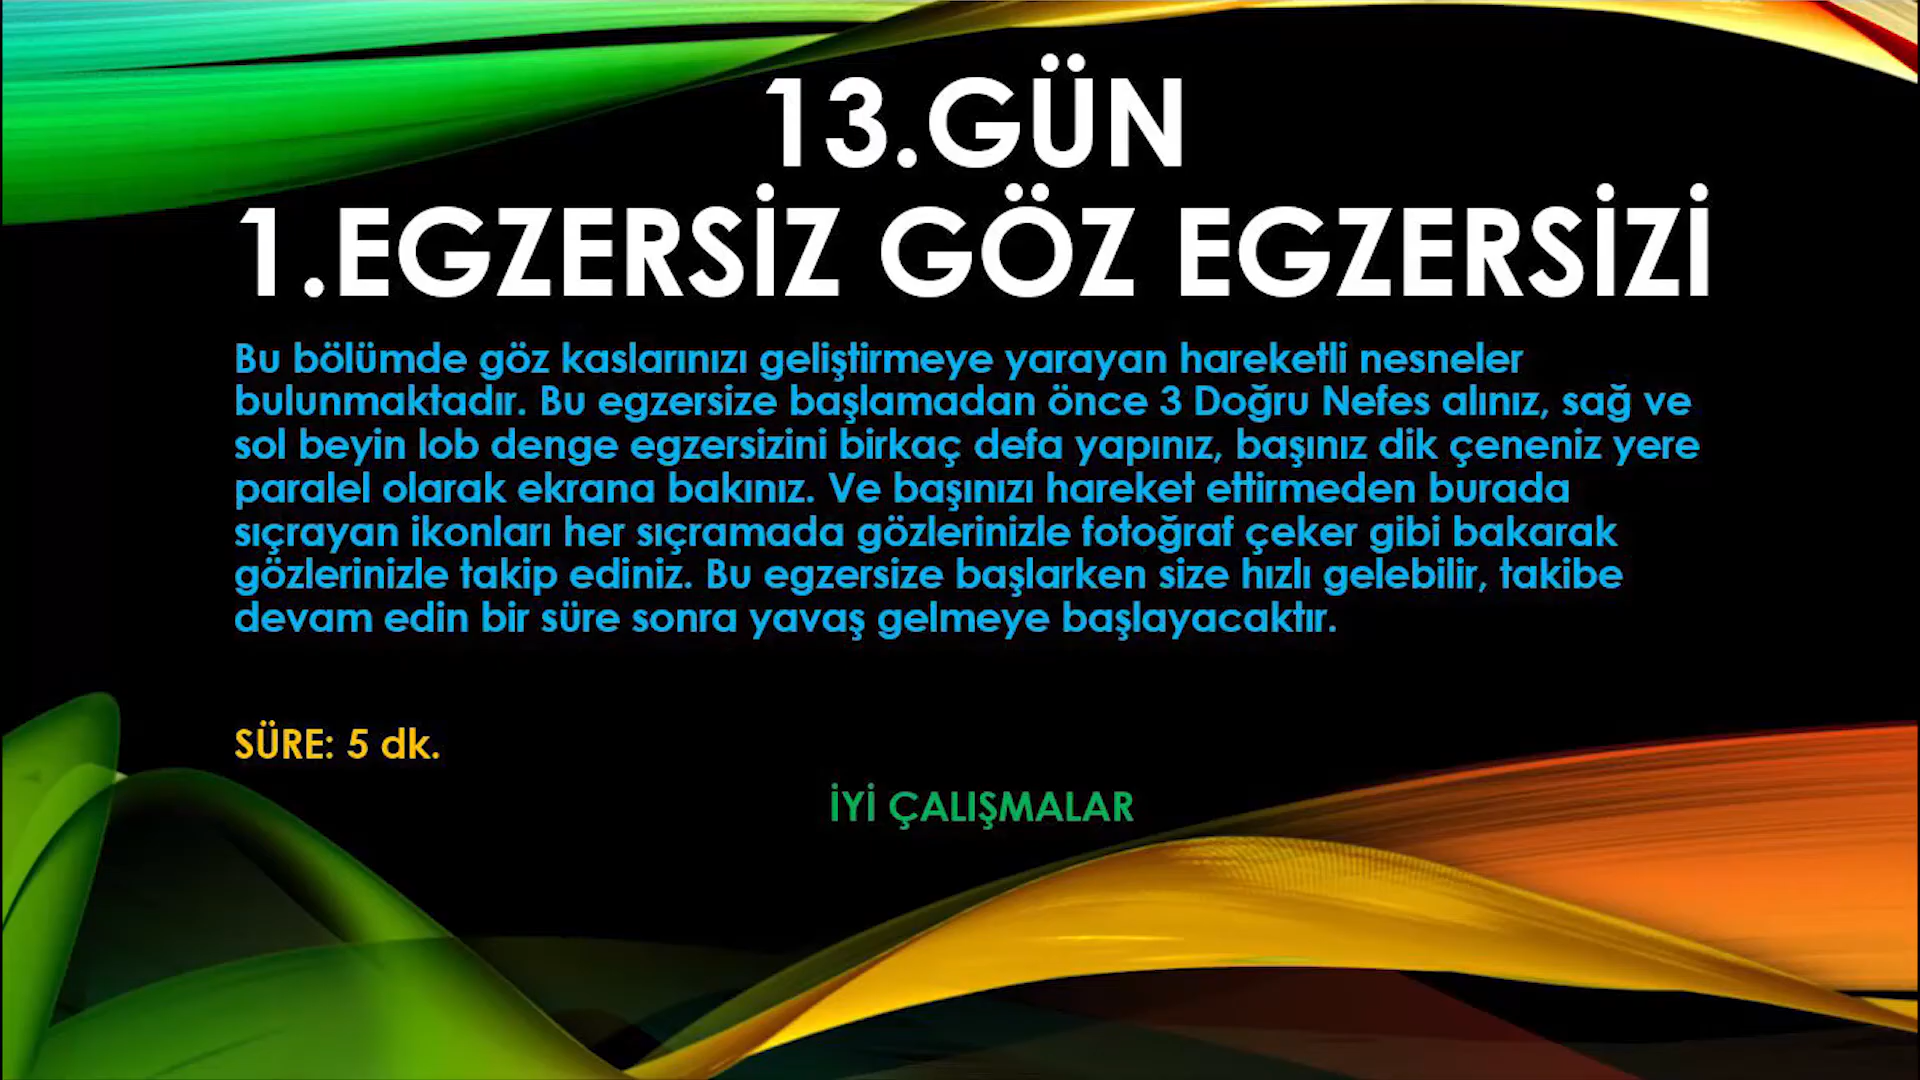 13.GÜN
1.EGZERSİZ GÖZ EGZERSİZİ
Bu bölümde göz kaslarınızı geliştirmeye yarayan hareketli nesneler
bulunmaktadır. Bu egzersize başlamadan önce 3 Doğru Nefes alınız, sağ ve
sol beyin lob denge egzersizini birkaç defa yapınız, başınız dik çeneniz yere
paralel olarak ekrana bakınız. Ve başınızı hareket ettirmeden burada
sıçrayan ikonları her sıçramada gözlerinizle fotoğraf çeker gibi bakarak
gözlerinizle takip ediniz. Bu egzersize başlarken size hızlı gelebilir, takibe
devam edin bir süre sonra yavaş gelmeye başlayacaktır.
SÜRE: 5 dk.
İYİ ÇALIŞMALAR